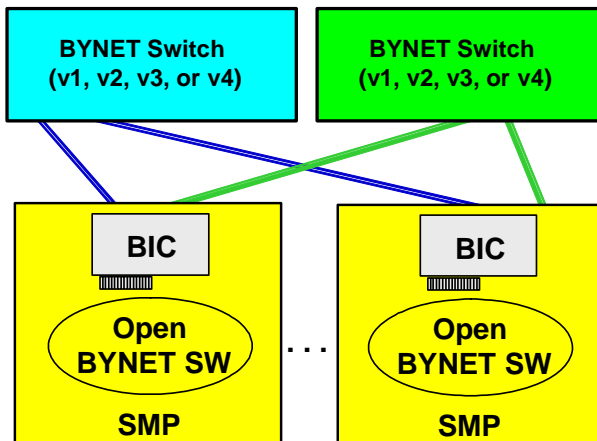 BYNET Switch
(v1, v2, v3, or v4)
BYNET Switch
(v1, v2, v3, or v4)
BIC
Open
BYNET SW
SMP
. . .
BIC
Open
BYNET SW
SMP